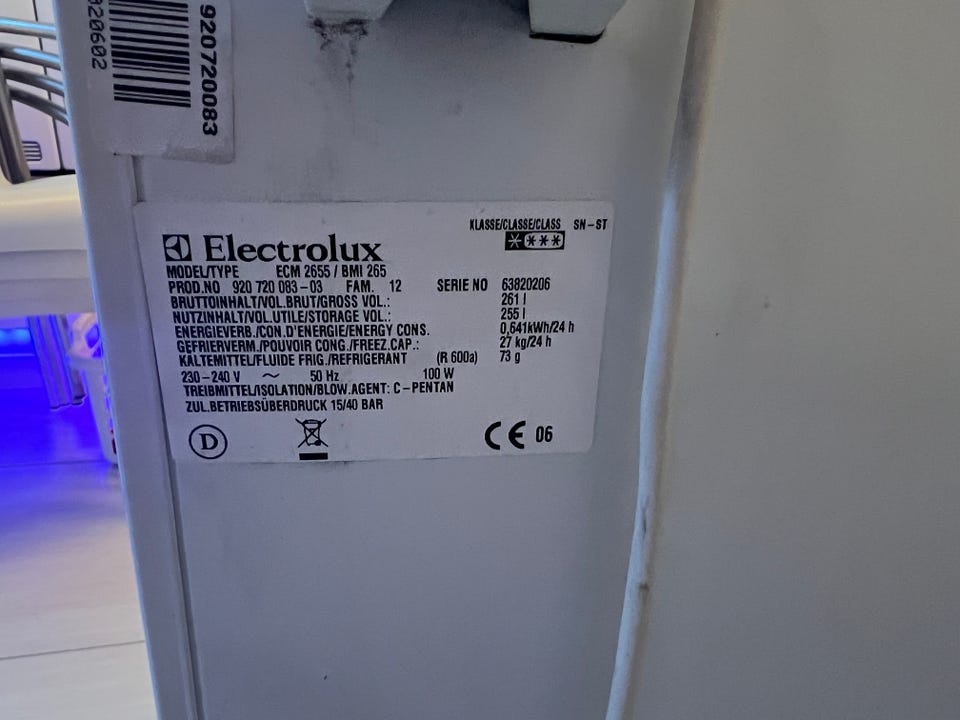 920720083
320602
Electrolux
KLASSE/CLASSE/CLASS SN-ST
MODEL/TYPE ECM 2655 / BMI 265
PROD.NO 920 720 083-03 FAM. 12 SERIE NO 63820206
BRUTTOINHALT/VOL.BRUT/GROSS VOL.: 261 l
NUTZINHALT/VOL.UTILE/STORAGE VOL.: 255 l
ENERGIEVERB./CON.D'ENERGIE/ENERGY CONS. 0,641kWh/24 h
GEFRIERVERM./POUVOIR CONG./FREEZ.CAP.: 27 kg/24 h
KÄLTEMITTEL/FLUIDE FRIG./REFRIGERANT (R 600a) 73 g
230-240 V ~ 50 Hz 100 W
TREIBMITTEL/ISOLATION/BLOW.AGENT: C-PENTAN
ZUL.BETRIEBSÜBERDRUCK 15/40 BAR
D CE 06